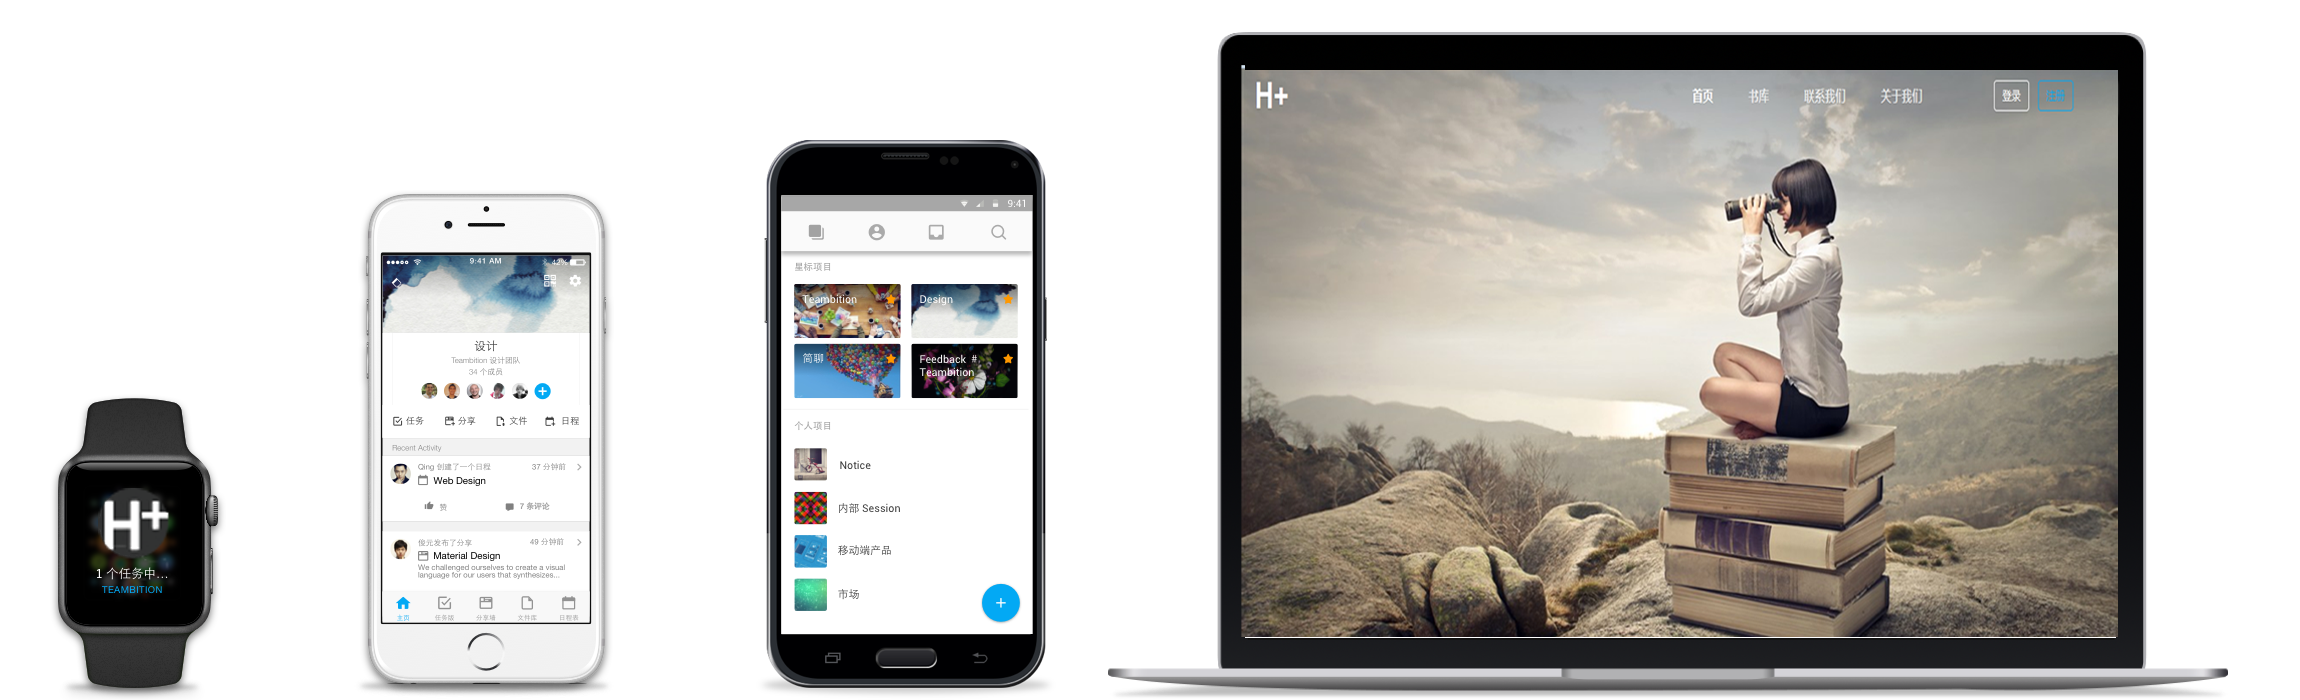 H+
1 个任务中...
TEAMBITION
9:41 AM
42%
设计
Teambition 设计团队
34 个成员
任务
分享
文件
日程
Recent Activity
Qing 创建了一个日程
37 分钟前
Web Design
赞
7 条评论
俊元发布了分享
49 分钟前
Material Design
We challenged ourselves to create a visual
language for our users that synthesizes...
主页
任务版
分享墙
文件库
日程表
9:41
星标项目
Teambition
Design
简聊
Feedback #
Teambition
个人项目
Notice
内部 Session
移动端产品
市场
H+
首页
书库
联系我们
关于我们
登录
注册